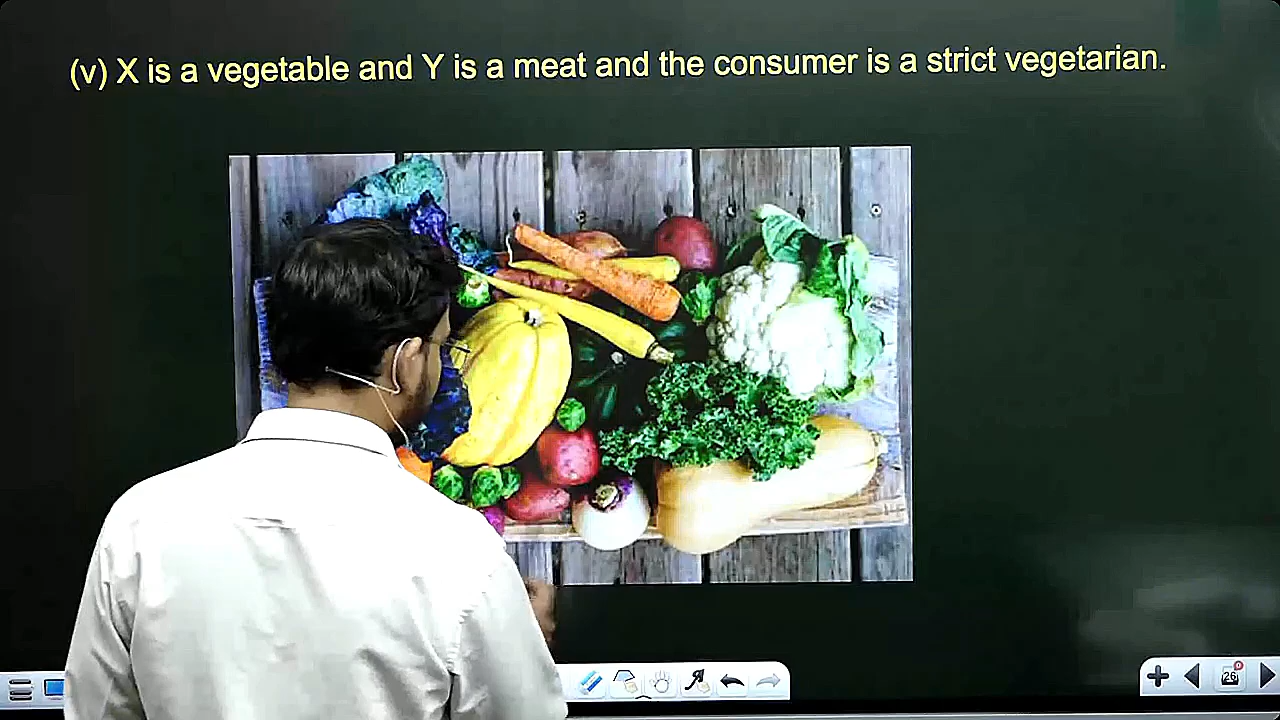 (v) X is a vegetable and Y is a meat and the consumer is a strict vegetarian.